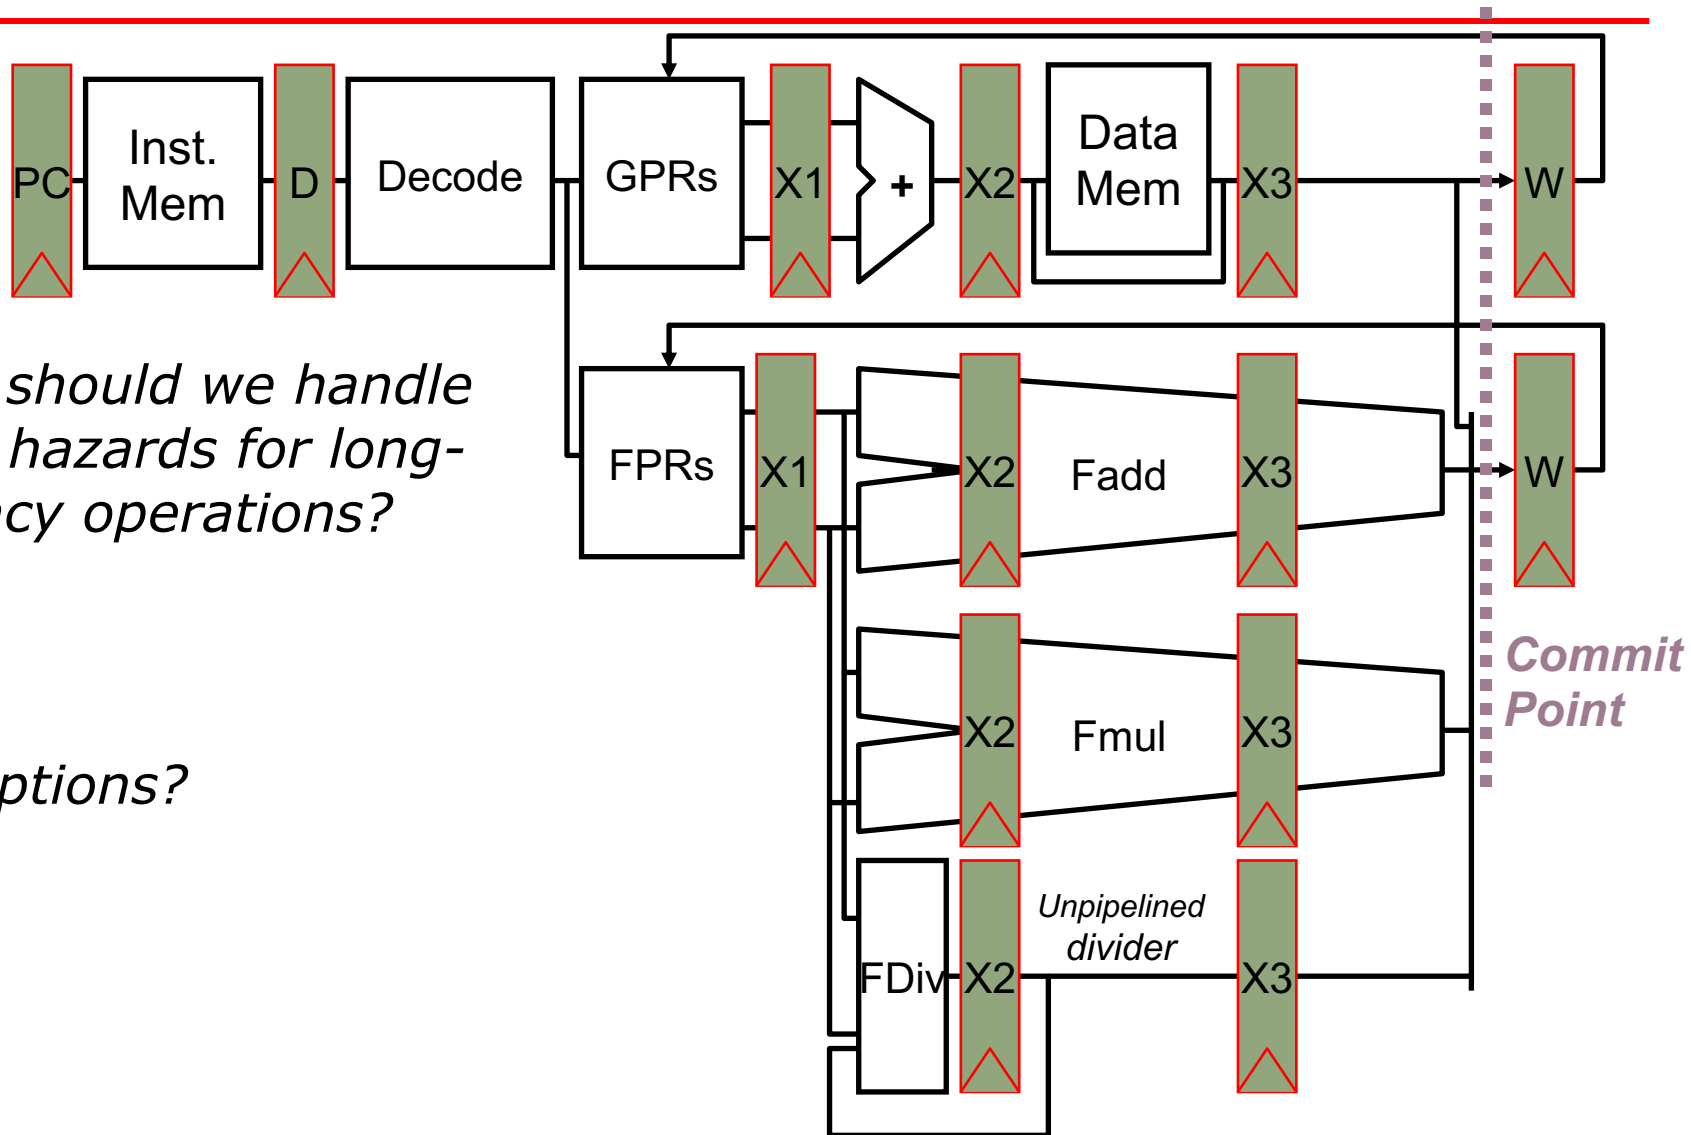 PC
Inst.
Mem
D
Decode
GPRs
X1
+
X2
Data
Mem
X3
W
should we handle
hazards for long-
ncy operations?
FPRs
X1
X2
Fadd
X3
W
Commit
Point
X2
Fmul
X3
ptions?
Unpipelined
divider
FDiv
X2
X3